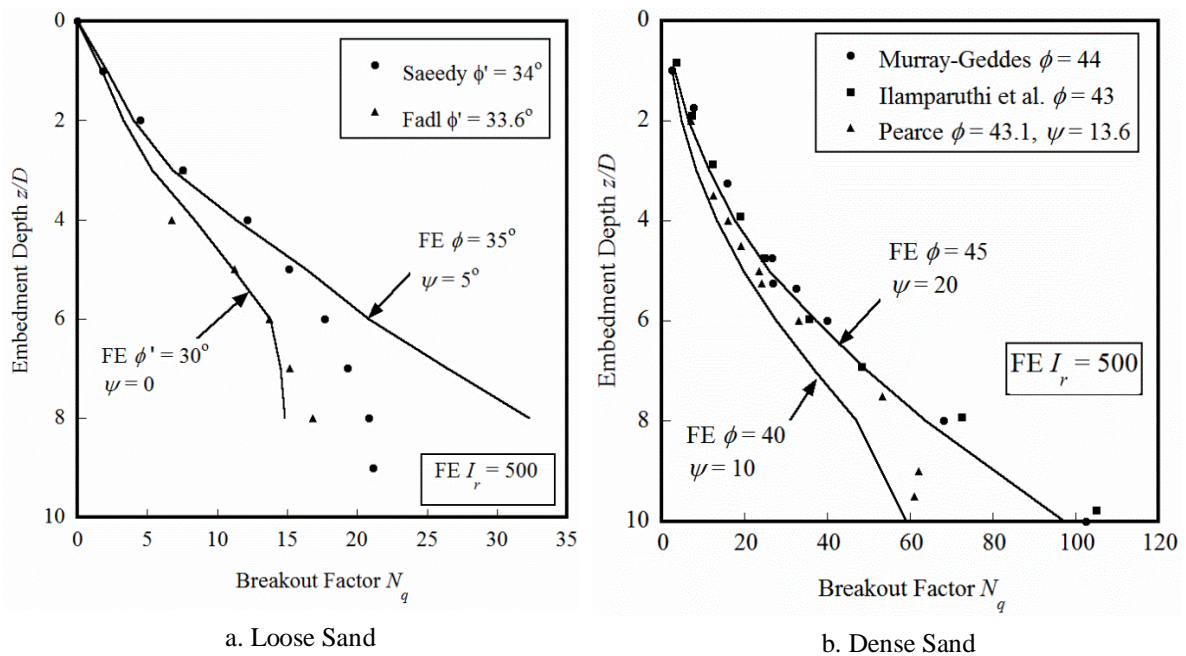 0
2
4
6
8
10
Embedment Depth z/D
0
5
10
15
20
25
30
35
Breakout Factor N_q
Saeedy ϕ' = 34°
Fadl ϕ' = 33.6°
FE ϕ = 35°
ψ = 5°
FE ϕ' = 30°
ψ = 0
FE I_r = 500
a. Loose Sand
0
2
4
6
8
10
Embedment Depth z/D
0
20
40
60
80
100
120
Breakout Factor N_q
Murray-Geddes ϕ = 44
Ilamparuthi et al. ϕ = 43
Pearce ϕ = 43.1, ψ = 13.6
FE ϕ = 45
ψ = 20
FE I_r = 500
FE ϕ = 40
ψ = 10
b. Dense Sand